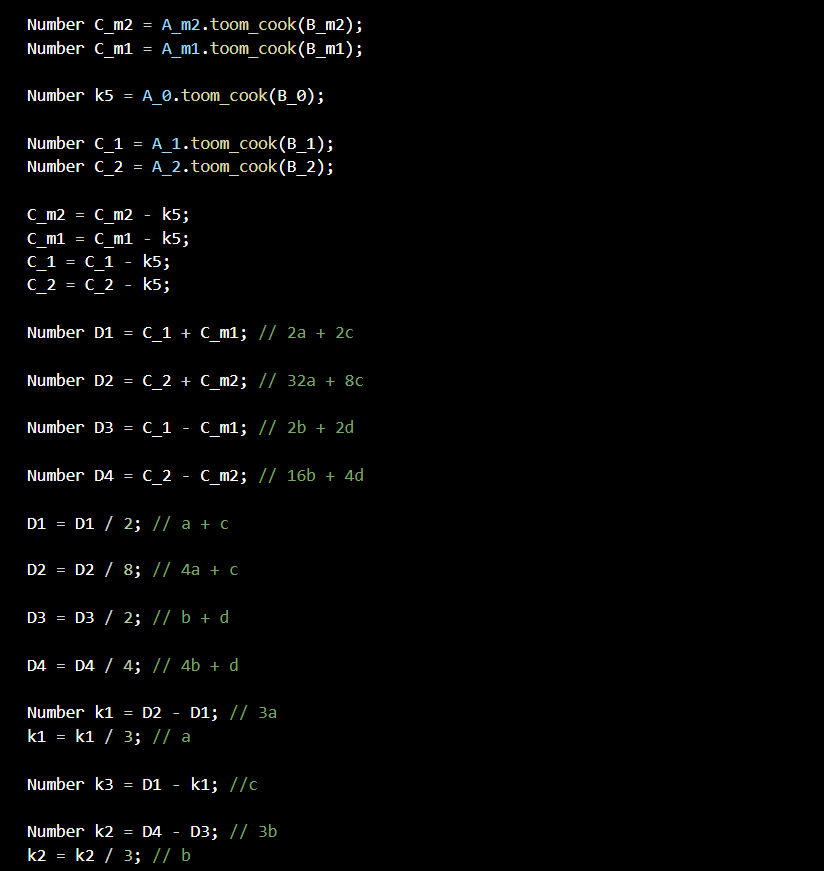 Number C_m2 = A_m2.toom_cook(B_m2);
Number C_m1 = A_m1.toom_cook(B_m1);
Number k5 = A_0.toom_cook(B_0);
Number C_1 = A_1.toom_cook(B_1);
Number C_2 = A_2.toom_cook(B_2);
C_m2 = C_m2 - k5;
C_m1 = C_m1 - k5;
C_1 = C_1 - k5;
C_2 = C_2 - k5;
Number D1 = C_1 + C_m1; // 2a + 2c
Number D2 = C_2 + C_m2; // 32a + 8c
Number D3 = C_1 - C_m1; // 2b + 2d
Number D4 = C_2 - C_m2; // 16b + 4d
D1 = D1 / 2; // a + c
D2 = D2 / 8; // 4a + c
D3 = D3 / 2; // b + d
D4 = D4 / 4; // 4b + d
Number k1 = D2 - D1; // 3a
k1 = k1 / 3; // a
Number k3 = D1 - k1; //c
Number k2 = D4 - D3; // 3b
k2 = k2 / 3; // b